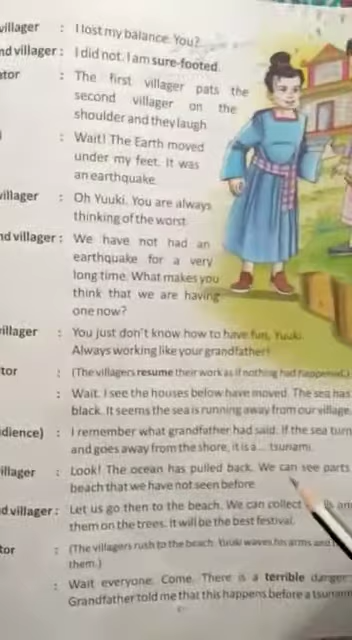 villager : I lost my balance. You?
nd villager : I did not. I am sure-footed.
tor : The first villager pats the
second villager on the
shoulder and they laugh
: Wait! The Earth moved
under my feet. It was
an earthquake.
villager : Oh Yuuki. You are always
thinking of the worst.
nd villager : We have not had an
earthquake for a very
long time. What makes you
think that we are having
one now?
villager : You just don't know how to have fun, Yuuki.
Always working like your grandfather!
tor : (The villagers resume their work as if nothing had happened.)
: Wait. I see the houses below have moved. The sea has
black. It seems the sea is running away from our village.
dience) : I remember what grandfather had said. If the sea turn
and goes away from the shore, it is a... tsunami.
villager : Look! The ocean has pulled back. We can see parts
beach that we have not seen before.
d villager : Let us go then to the beach. We can collect an
them on the trees. It will be the best festival.
tor : (The villagers rush to the beach. Yuuki waves his arms and
them.)
: Wait everyone. Come. There is a terrible danger
Grandfather told me that this happens before a tsunam